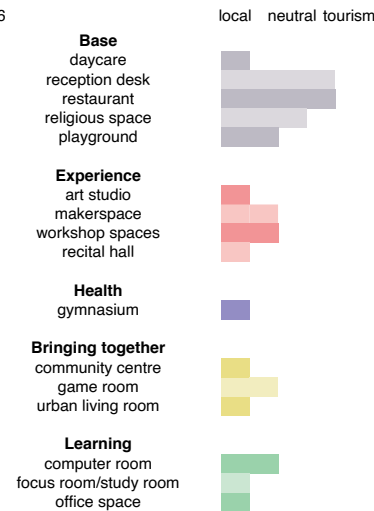 6
local neutral tourism
Base
daycare
reception desk
restaurant
religious space
playground
Experience
art studio
makerspace
workshop spaces
recital hall
Health
gymnasium
Bringing together
community centre
game room
urban living room
Learning
computer room
focus room/study room
office space